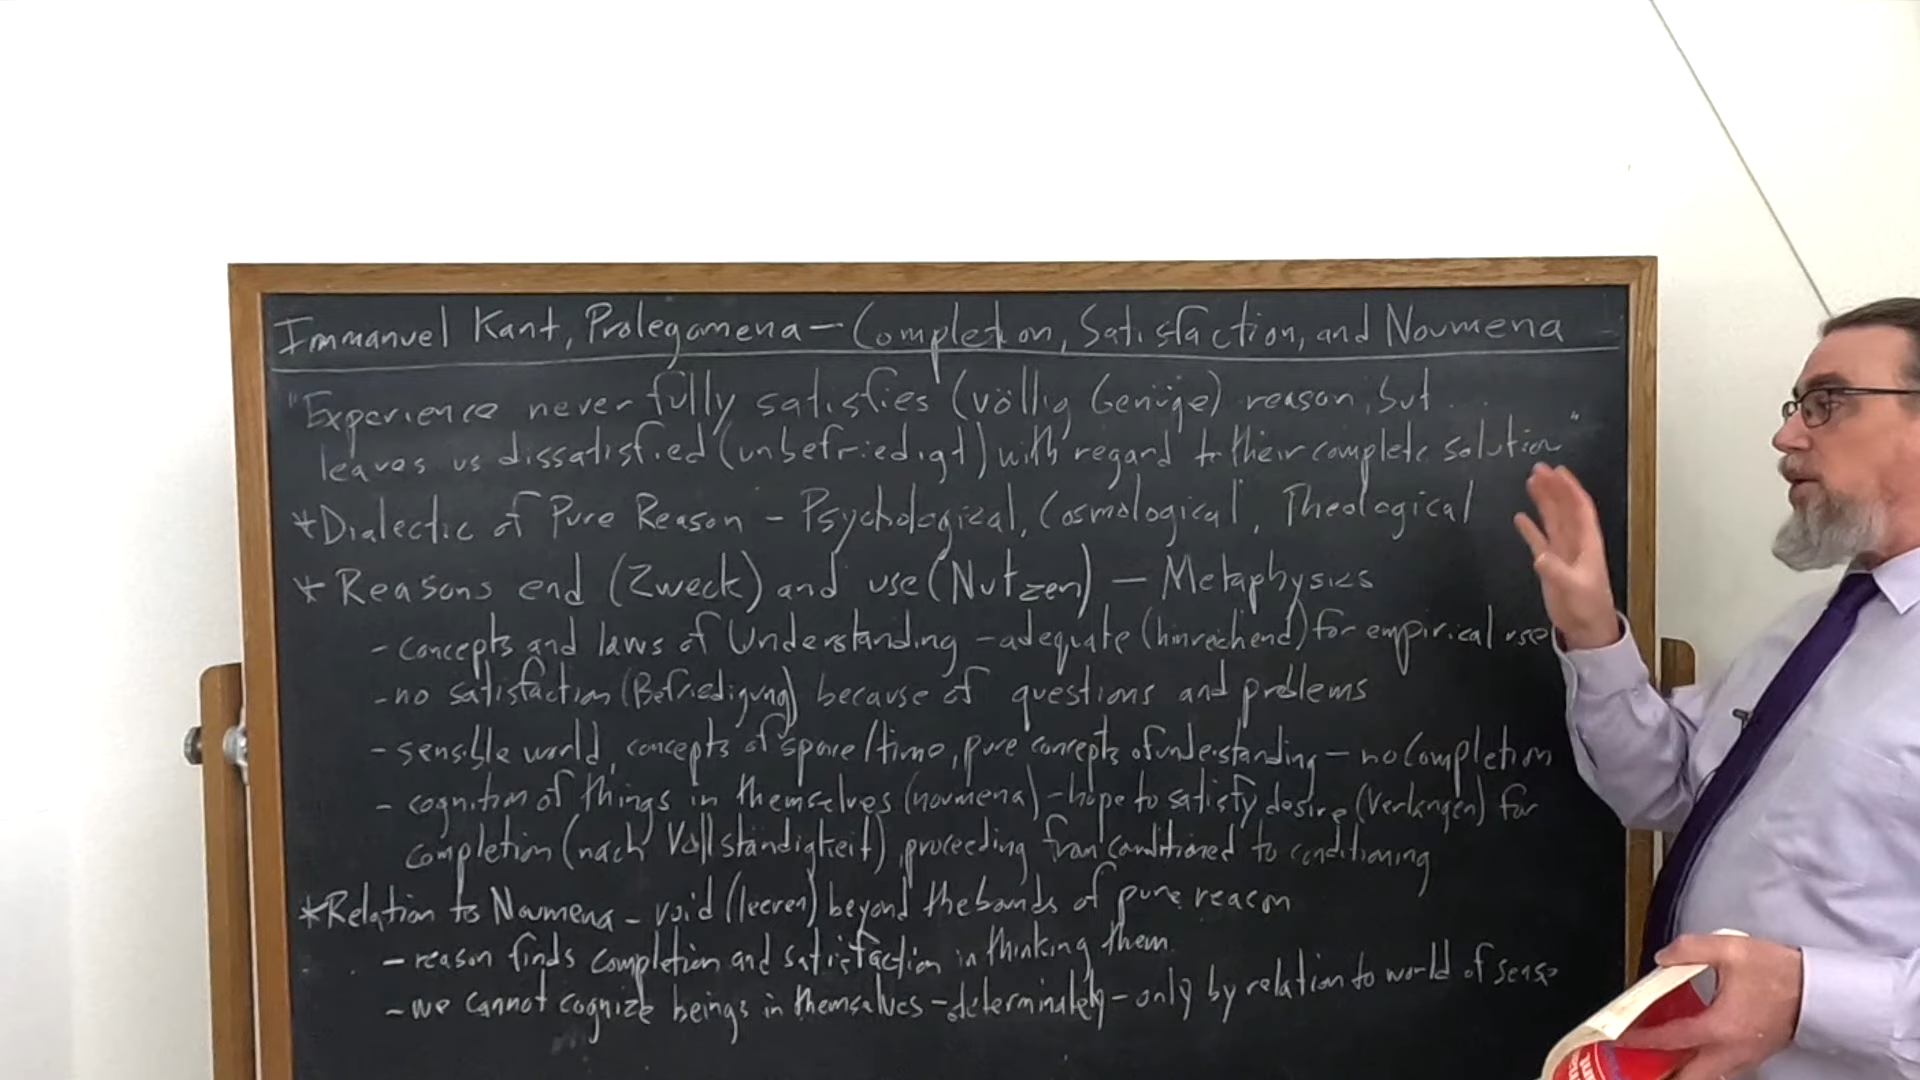 Immanuel Kant, Prolegomena – Completion, Satisfaction, and Noumena
"Experience never fully satisfies (völlig Genüge) reason, but
leaves us dissatisfied (unbefriedigt) with regard to their complete solution"
* Dialectic of Pure Reason – Psychological, Cosmological, Theological
* Reasons end (Zweck) and use (Nutzen) – Metaphysics
- concepts and laws of Understanding – adequate (hinreichend) for empirical use
- no satisfaction (Befriedigung) because of questions and problems
- sensible world, concepts of space/time, pure concepts of understanding – no completion
- cognition of things in themselves (noumena) – hope to satisfy desire (Verlangen) for
completion (nach Vollständigkeit), proceeding from conditioned to conditioning
* Relation to Noumena – void (leeren) beyond the bounds of pure reason
- reason finds completion and satisfaction in thinking them
- we cannot cognize beings in themselves – determinately – only by relation to world of sense